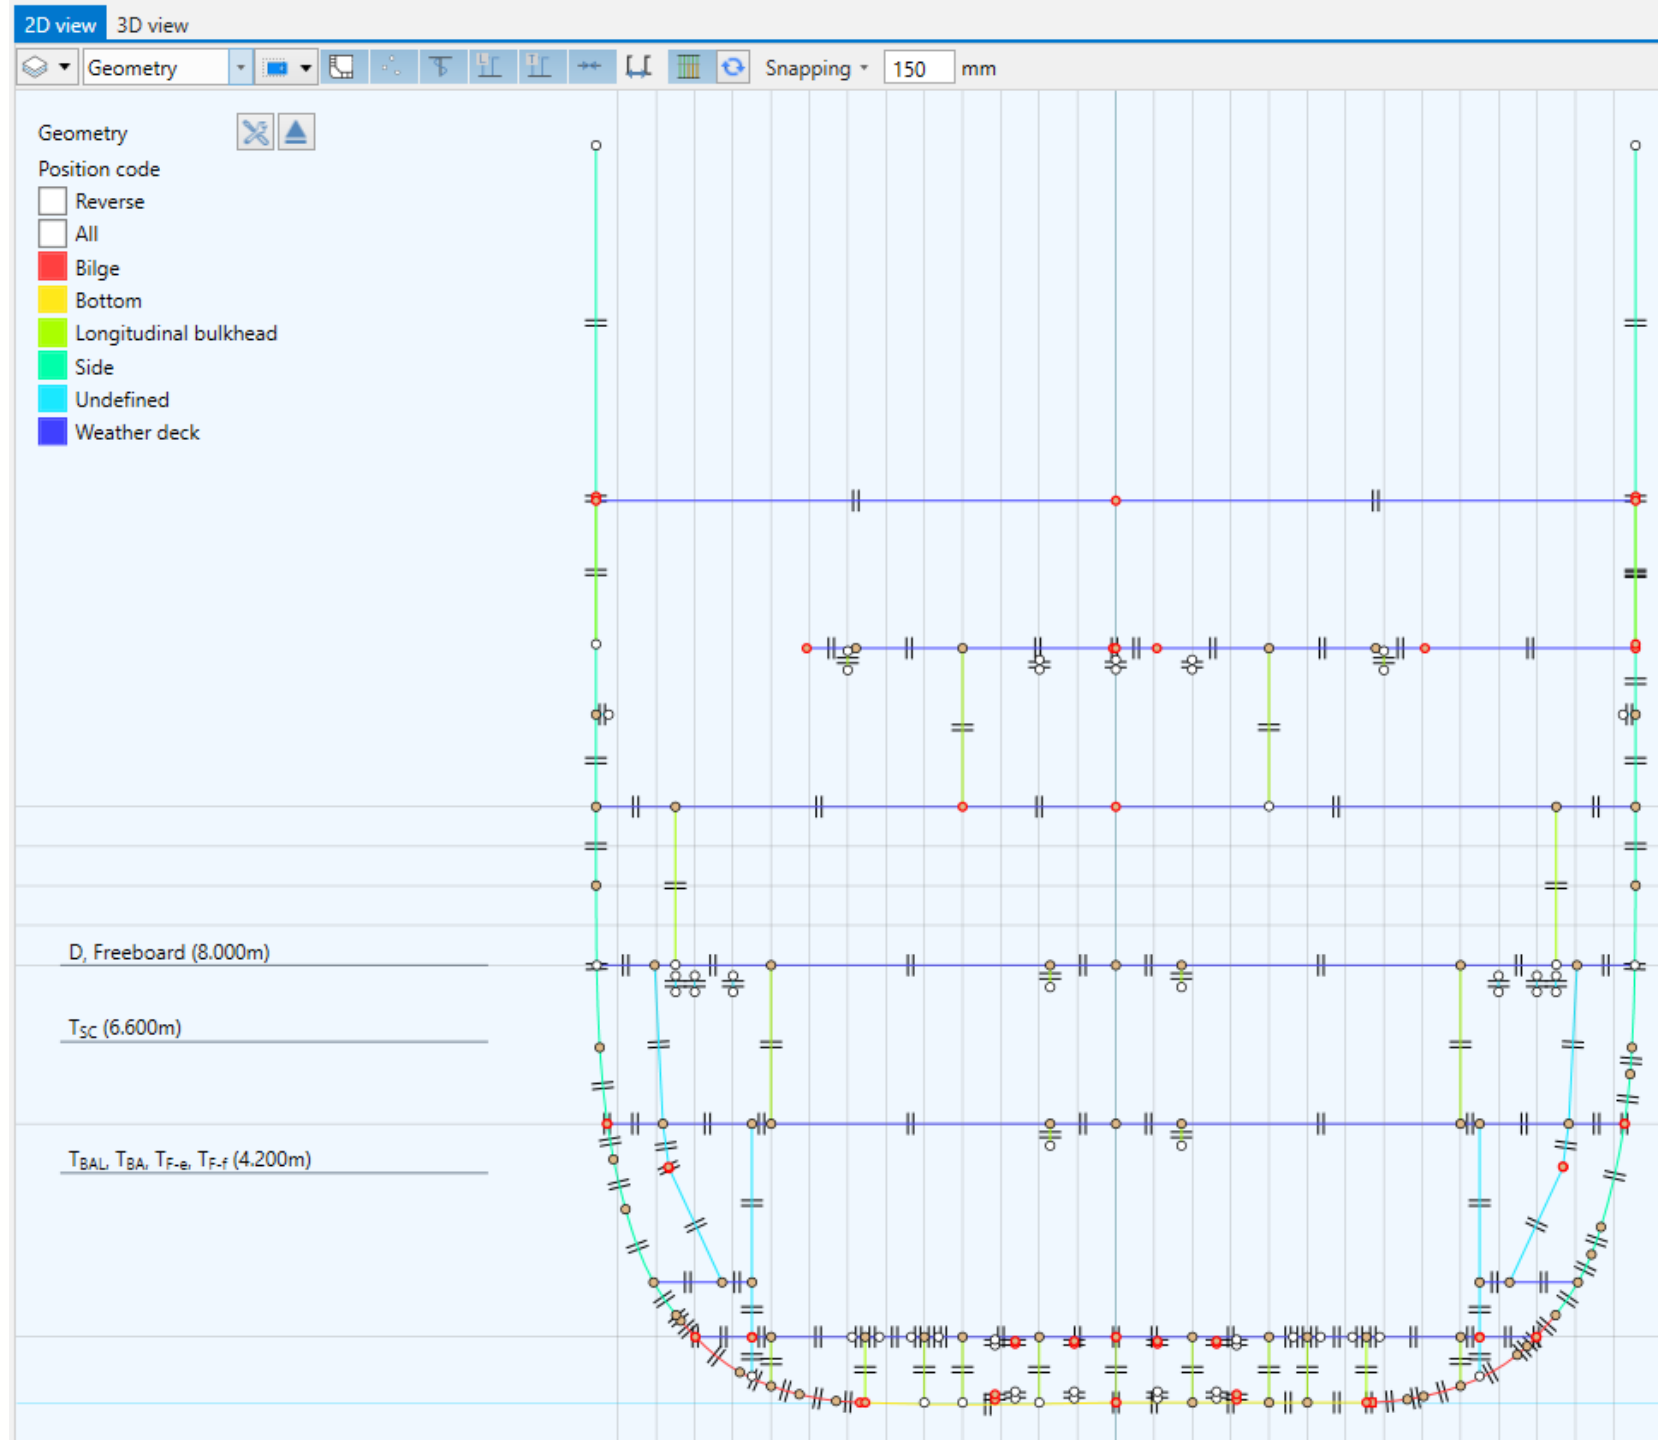 2D view 3D view
Geometry Snapping 150 mm
Geometry
Position code
Reverse
All
Bilge
Bottom
Longitudinal bulkhead
Side
Undefined
Weather deck
D, Freeboard (8.000m)
TSC (6.600m)
TBAL, TBA, TF-e, TF-f (4.200m)